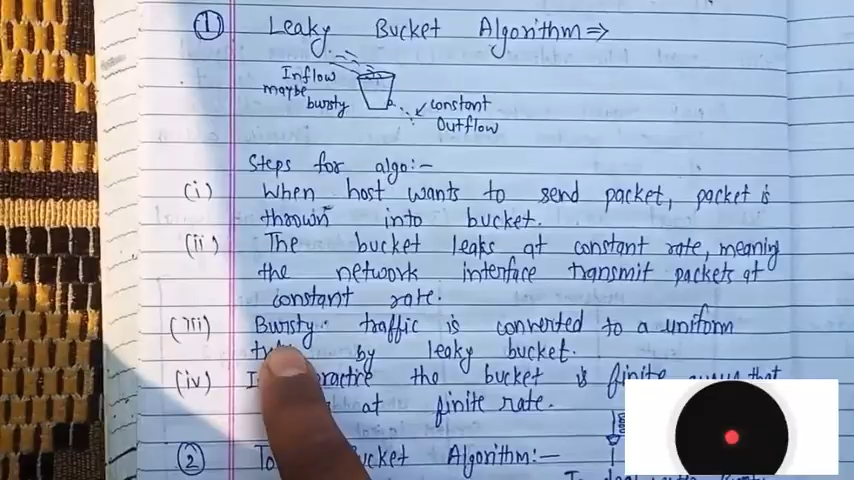 ① Leaky Bucket Algorithm ⇒
Inflow
maybe
bursty
constant
Outflow
Steps for algo:-
(i) When host wants to send packet, packet is
thrown into bucket.
(ii) The bucket leaks at constant rate, meaning
the network interface transmit packets at
constant rate.
(iii) Bursty traffic is converted to a uniform
by leaky bucket.
(iv) practice the bucket is finite that
at finite rate.
② Algorithm:-